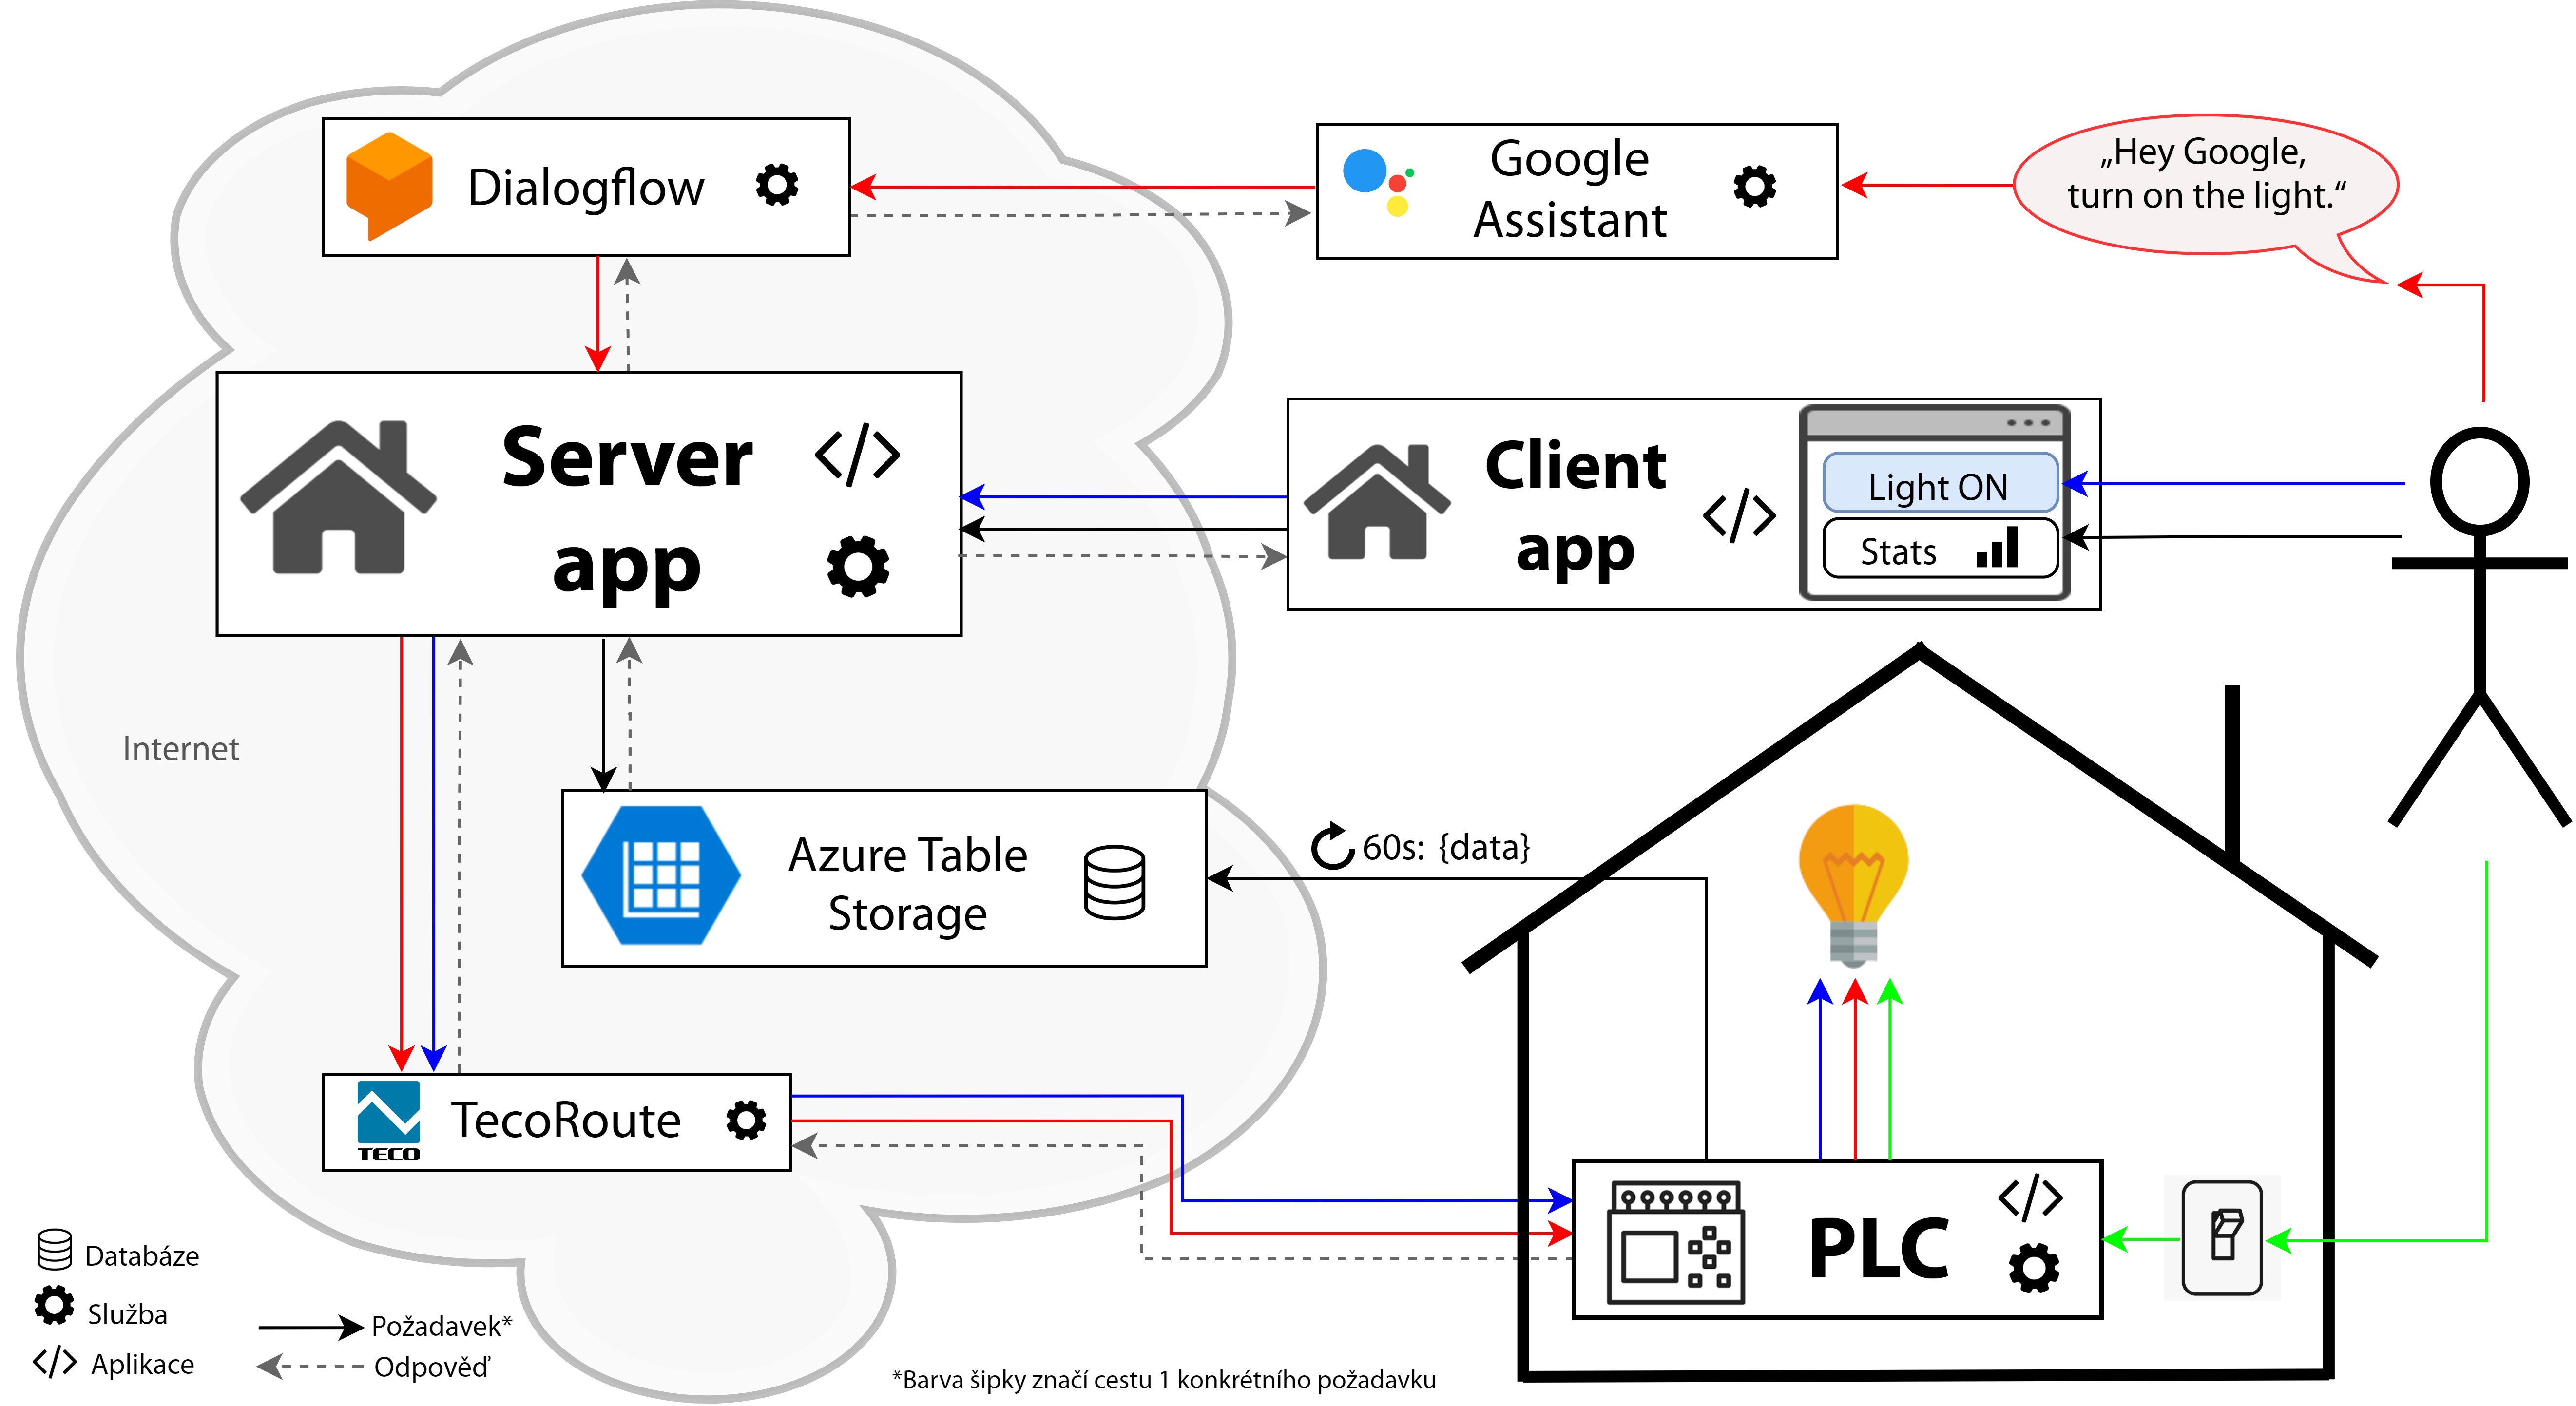 Dialogflow
Google
Assistant
„Hey Google,
turn on the light.“
Server
app
Client
app
Light ON
Stats
Internet
Azure Table
Storage
60s: {data}
TECO
TecoRoute
PLC
Databáze
Služba
Aplikace
Požadavek*
Odpověď
*Barva šipky značí cestu 1 konkrétního požadavku